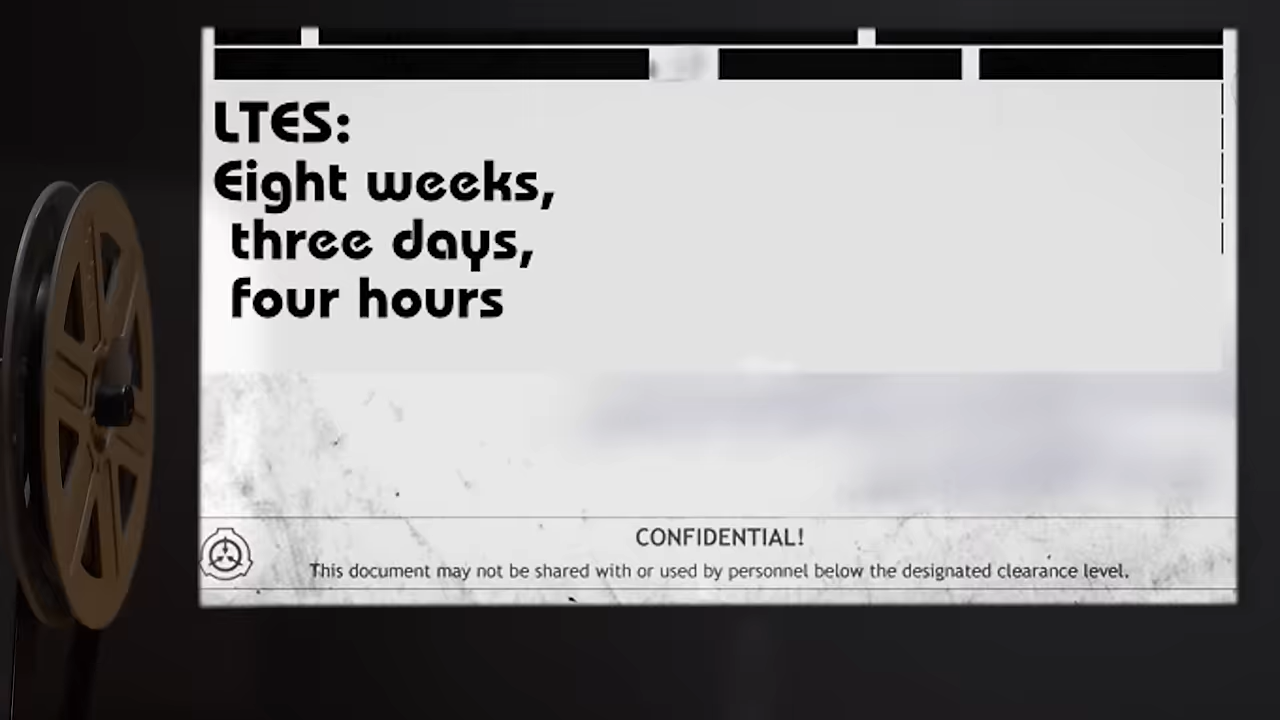 LTES:
Eight weeks,
three days,
four hours
CONFIDENTIAL!
This document may not be shared with or used by personnel below the designated clearance level.